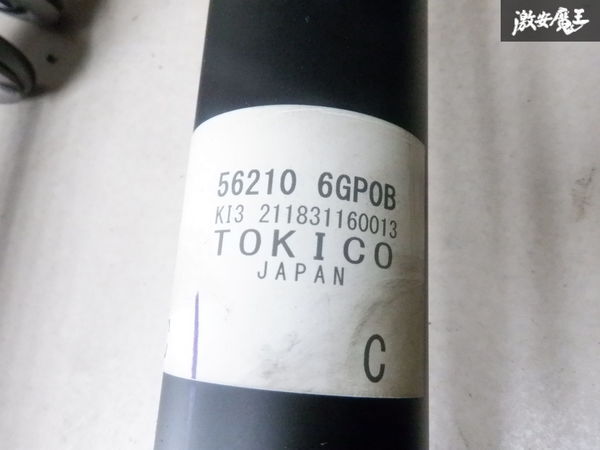 激安魔王
56210 6GP0B
KI3 211831160013
TOKICO
JAPAN
C